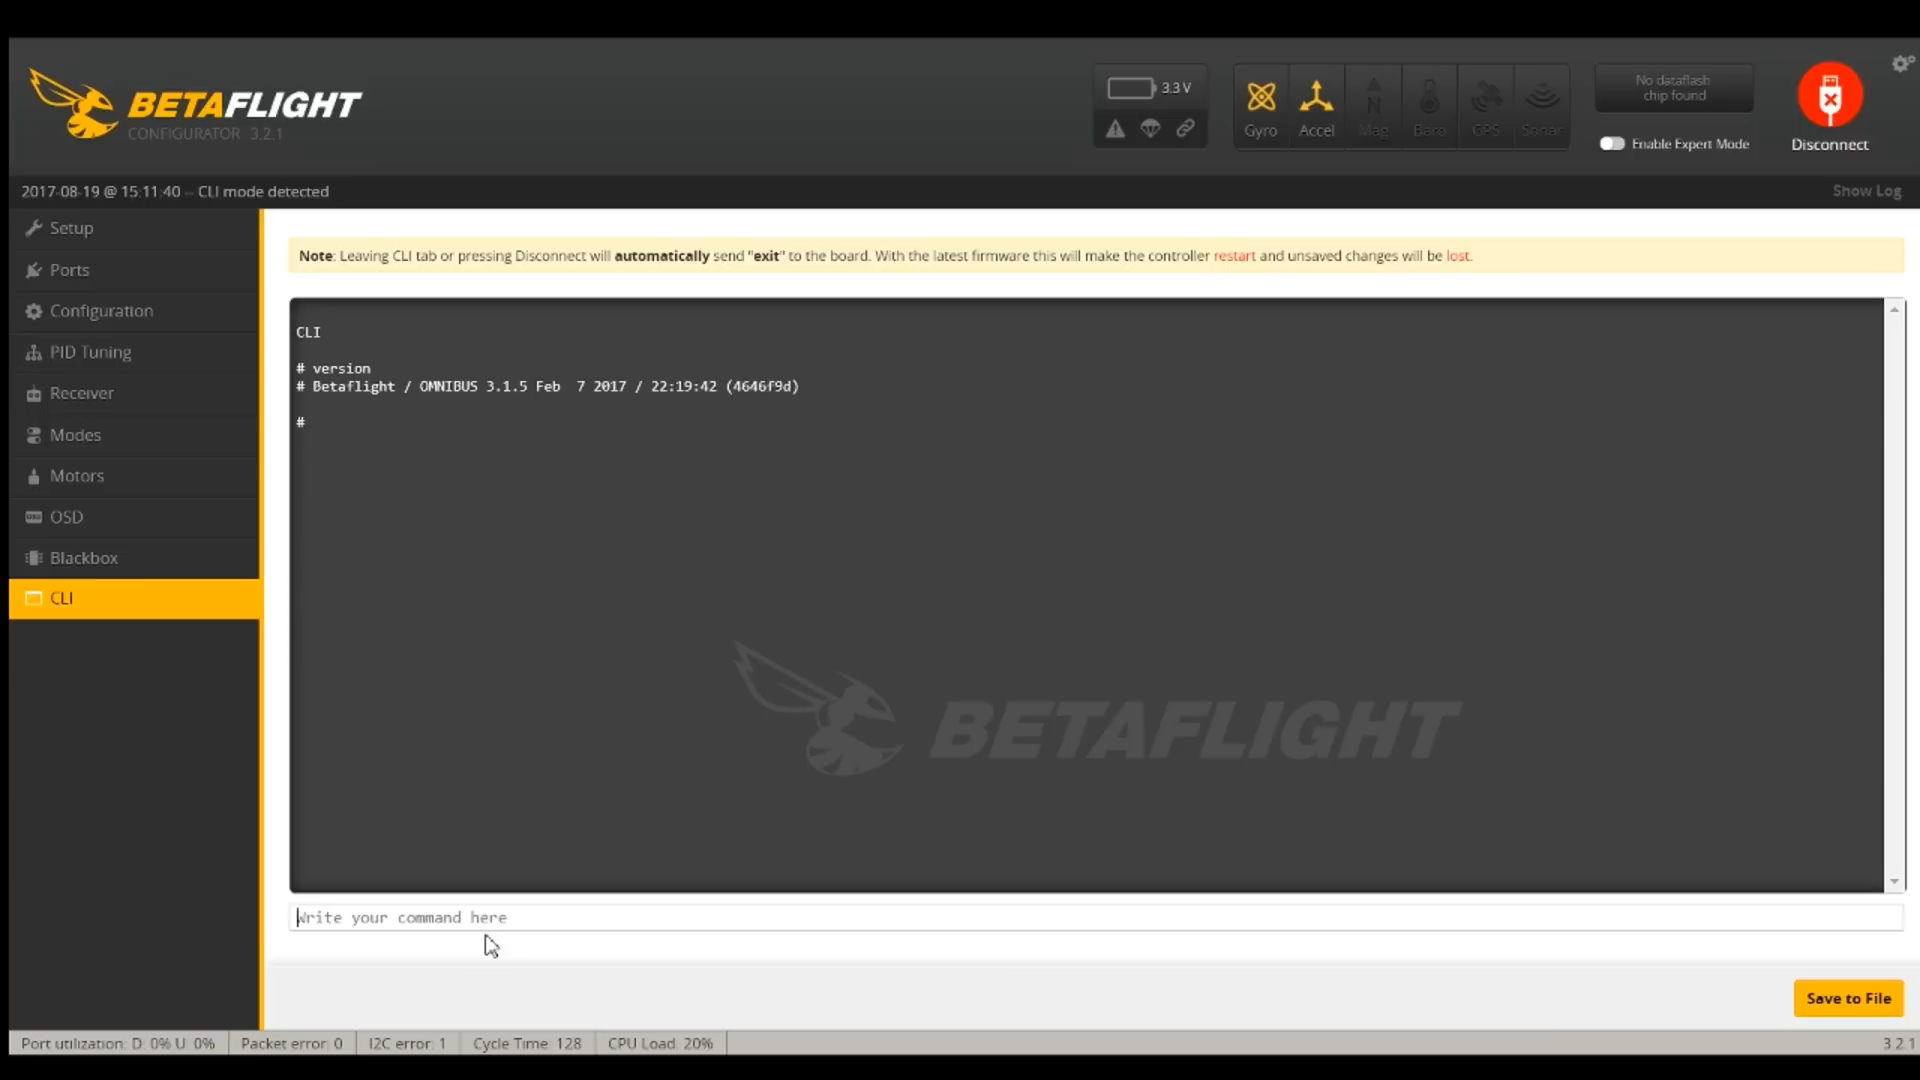 BETAFLIGHT
CONFIGURATOR 3.2.1
3.3 V
Gyro
Accel
Mag
Baro
GPS
Sonar
No dataflash
chip found
Enable Expert Mode
Disconnect
2017-08-19 @ 15:11:40 -- CLI mode detected
Show Log
Setup
Ports
Configuration
PID Tuning
Receiver
Modes
Motors
OSD
Blackbox
CLI
Note: Leaving CLI tab or pressing Disconnect will automatically send "exit" to the board. With the latest firmware this will make the controller restart and unsaved changes will be lost.
CLI
# version
# Betaflight / OMNIBUS 3.1.5 Feb  7 2017 / 22:19:42 (4646f9d)
#
BETAFLIGHT
Write your command here
Save to File
Port utilization: D: 0% U: 0%
Packet error: 0
I2C error: 1
Cycle Time: 128
CPU Load: 20%
3.2.1